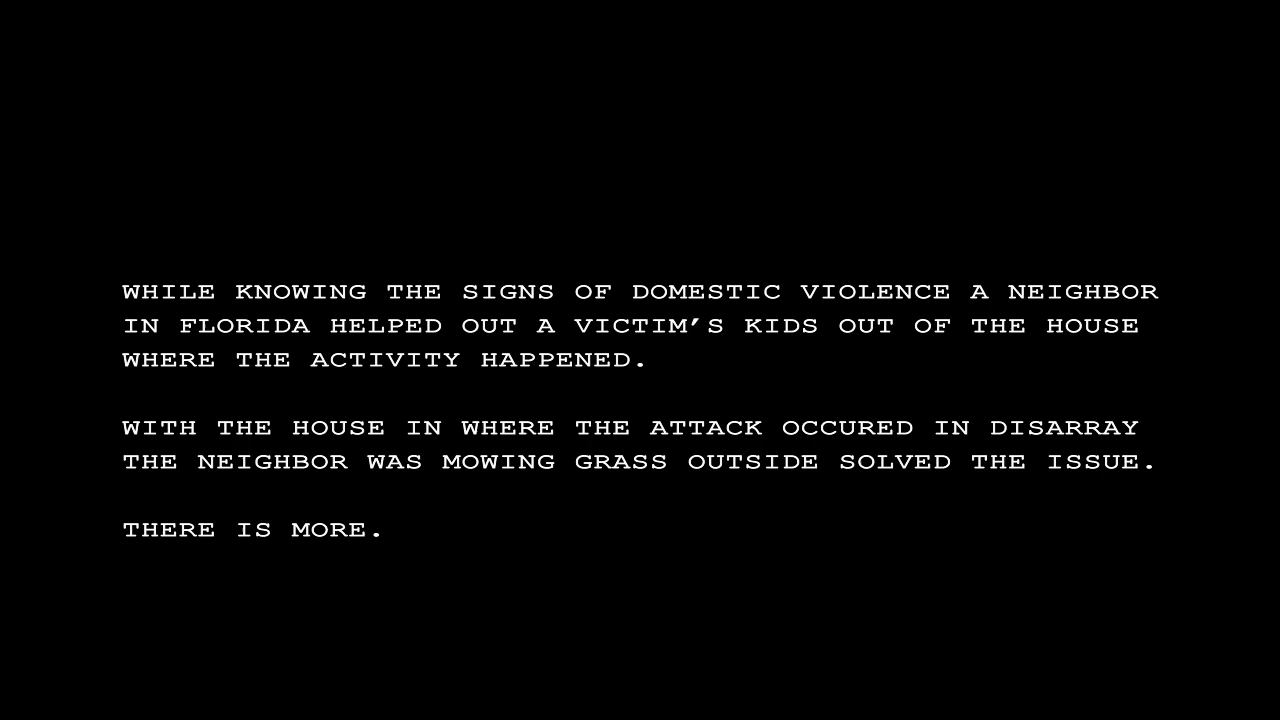 WHILE KNOWING THE SIGNS OF DOMESTIC VIOLENCE A NEIGHBOR
IN FLORIDA HELPED OUT A VICTIM’S KIDS OUT OF THE HOUSE
WHERE THE ACTIVITY HAPPENED.
WITH THE HOUSE IN WHERE THE ATTACK OCCURED IN DISARRAY
THE NEIGHBOR WAS MOWING GRASS OUTSIDE SOLVED THE ISSUE.
THERE IS MORE.